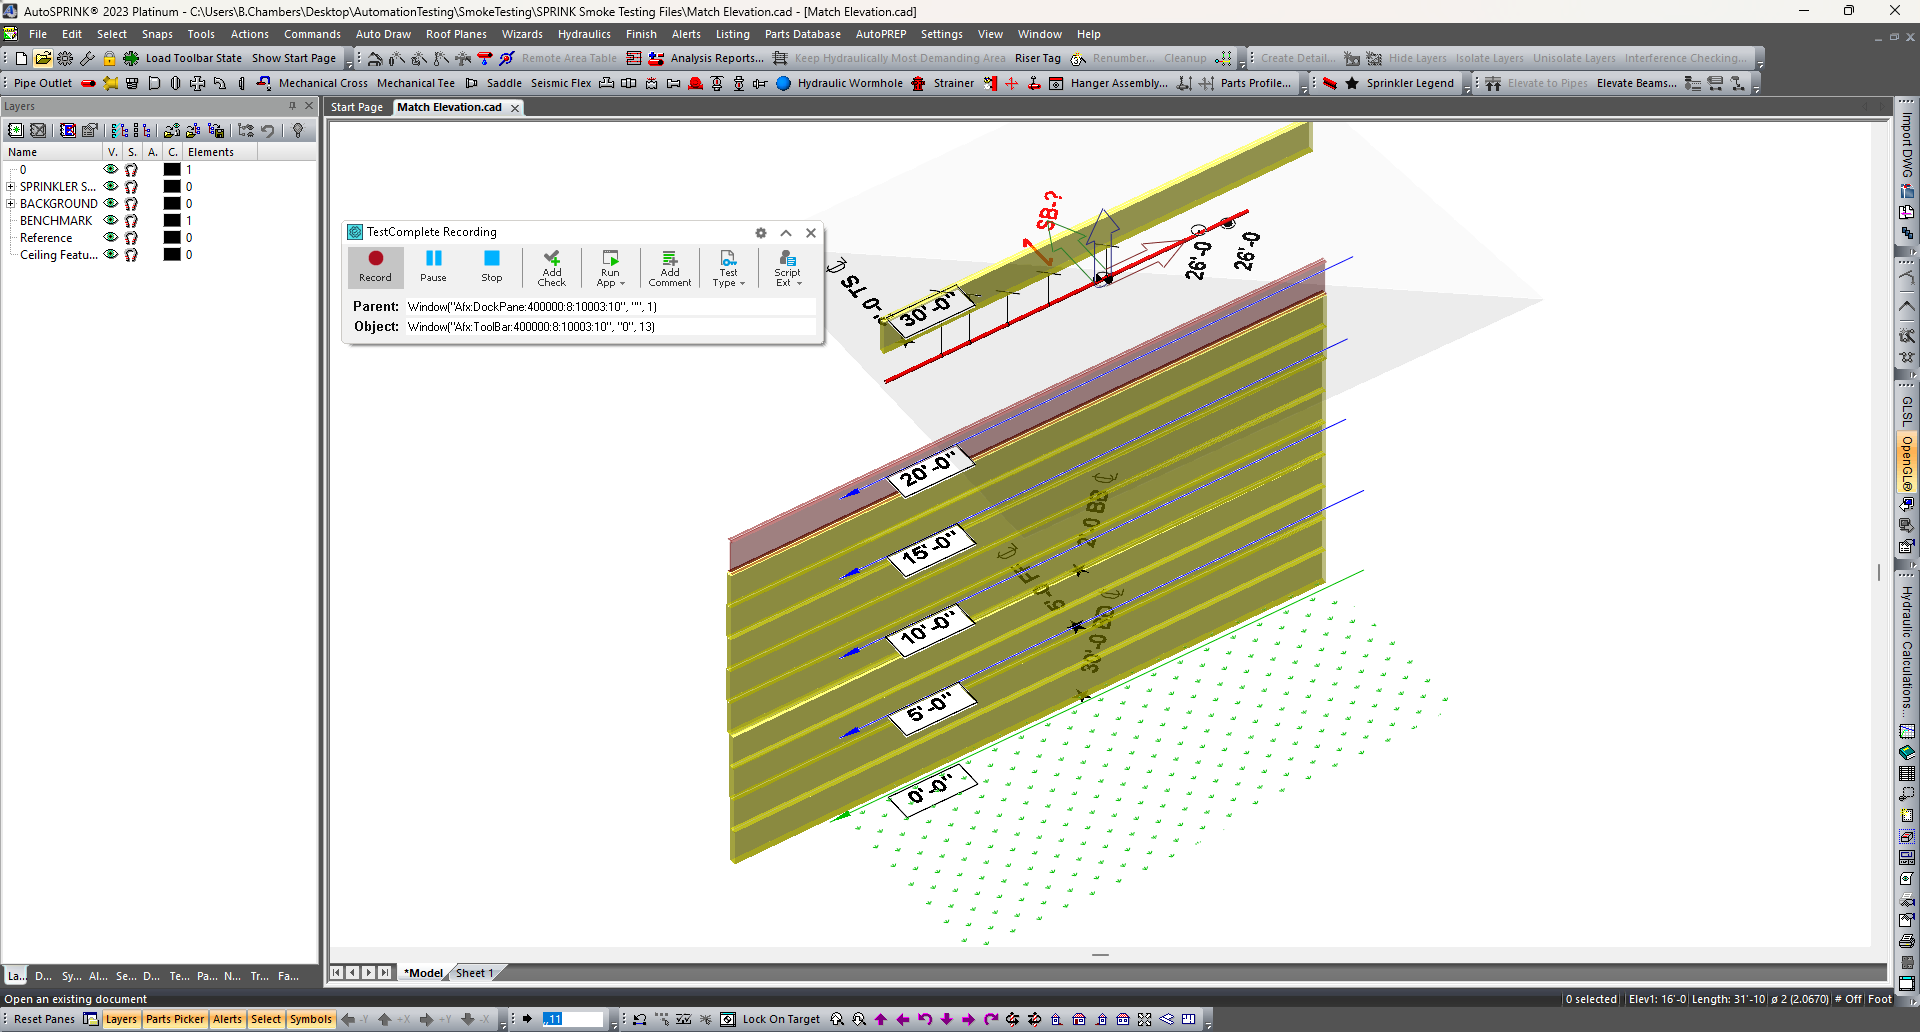 AutoSPRINK® 2023 Platinum - C:\Users\B.Chambers\Desktop\AutomationTesting\SmokeTesting\SPRINK Smoke Testing Files\Match Elevation.cad - [Match Elevation.cad]
File Edit Select Snaps Tools Actions Commands Auto Draw Roof Planes Wizards Hydraulics Finish Alerts Listing Parts Database AutoPREP Settings View Window Help
Load Toolbar State Show Start Page Remote Area Table Analysis Reports... Keep Hydraulically Most Demanding Area Riser Tag Renumber... Cleanup Create Detail... Hide Layers Isolate Layers Unisolate Layers Interference Checking...
Pipe Outlet Mechanical Cross Mechanical Tee Saddle Seismic Flex Hydraulic Wormhole Strainer Hanger Assembly... Parts Profile... Sprinkler Legend Elevate to Pipes Elevate Beams...
Layers
Start Page Match Elevation.cad
Name V. S. A. C. Elements
0 1
SPRINKLER S... 0
BACKGROUND 0
BENCHMARK 1
Reference 0
Ceiling Featu... 0
TestComplete Recording
Record Pause Stop Add Check Run App Add Comment Test Type Script Ext
Parent: Window("Afx:DockPane:400000:8:10003:10", "", 1)
Object: Window("Afx:ToolBar:400000:8:10003:10", "0", 13)
SB-?
Z
26'-0
26'-0
30'-0"
20'-0"
15'-0"
10'-0"
5'-0"
0'-0"
2'-0 BB
5'-0 FF
30'-0 BD
Import DWG
GLSL
OpenGL®
Hydraulic Calculations...
*Model Sheet 1
La... D... Sy... Al... Se... D... Te... Pa... N... Tr... Fa...
Open an existing document
0 selected Elev1: 16'-0 Length: 31'-10 ø 2 (2.0670) # Off Foot
Reset Panes Layers Parts Picker Alerts Select Symbols -Y +X +Y -X
,,11
Lock On Target